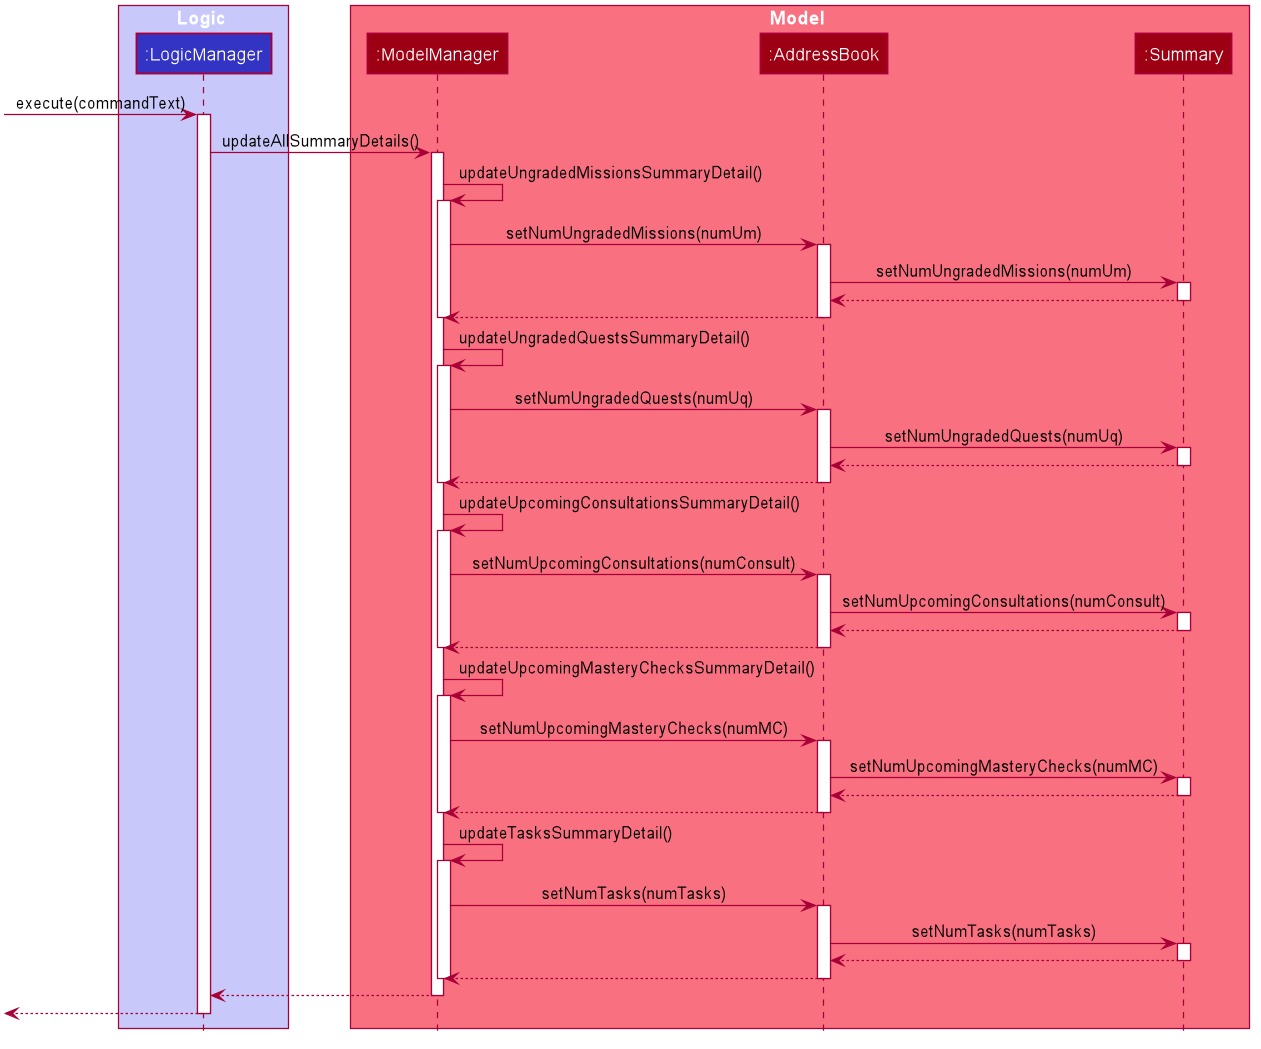 Logic
Model
:LogicManager
:ModelManager
:AddressBook
:Summary
execute(commandText)
updateAllSummaryDetails()
updateUngradedMissionsSummaryDetail()
setNumUngradedMissions(numUm)
setNumUngradedMissions(numUm)
updateUngradedQuestsSummaryDetail()
setNumUngradedQuests(numUq)
setNumUngradedQuests(numUq)
updateUpcomingConsultationsSummaryDetail()
setNumUpcomingConsultations(numConsult)
setNumUpcomingConsultations(numConsult)
updateUpcomingMasteryChecksSummaryDetail()
setNumUpcomingMasteryChecks(numMC)
setNumUpcomingMasteryChecks(numMC)
updateTasksSummaryDetail()
setNumTasks(numTasks)
setNumTasks(numTasks)